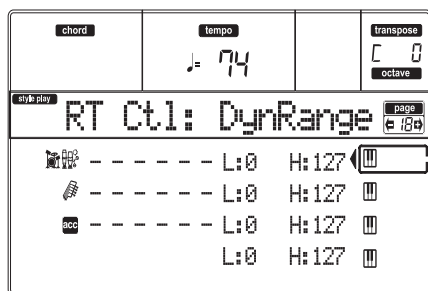 chord tempo transpose
♩= 74 C 0
octave
style play RT Ctl: DynRange page
18
- - - - - - L:0 H:127
- - - - - - L:0 H:127
acc - - - - - - L:0 H:127
L:0 H:127